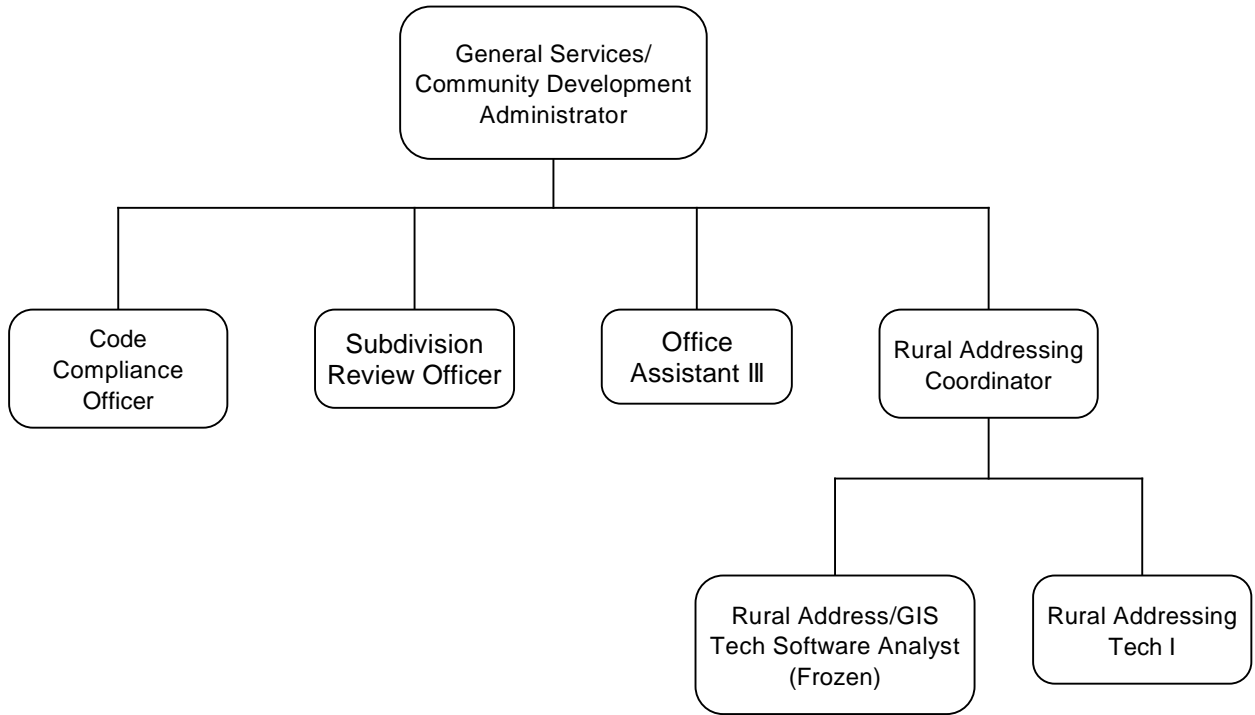 General Services/
Community Development
Administrator
Code
Compliance
Officer
Subdivision
Review Officer
Office
Assistant III
Rural Addressing
Coordinator
Rural Address/GIS
Tech Software Analyst
(Frozen)
Rural Addressing
Tech I